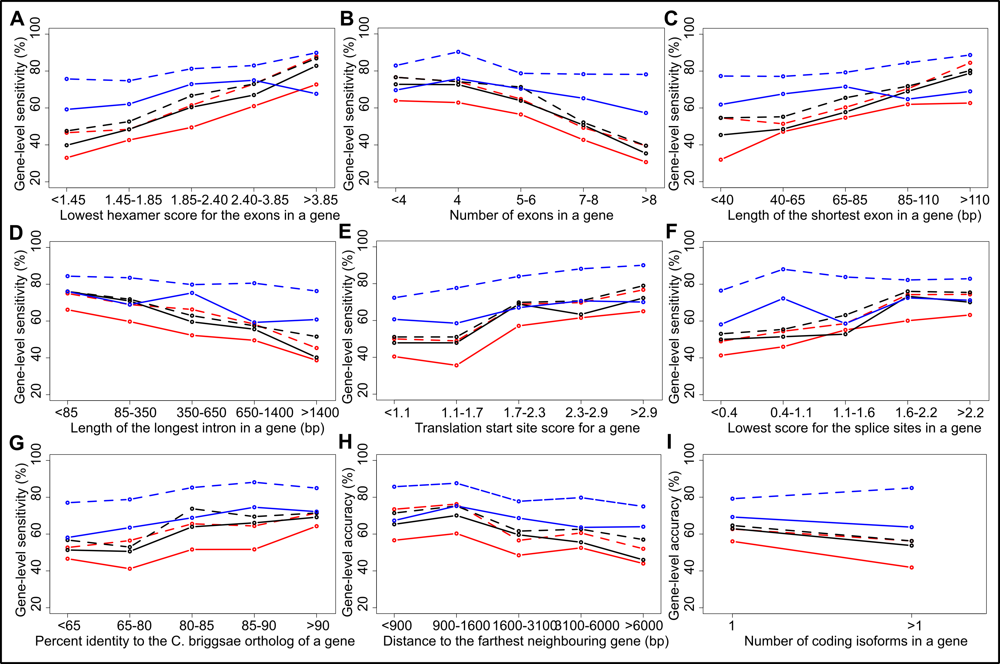 A
Gene-level sensitivity (%)
20 40 60 80 100
<1.45 1.45-1.85 1.85-2.40 2.40-3.85 >3.85
Lowest hexamer score for the exons in a gene
B
Gene-level sensitivity (%)
20 40 60 80 100
<4 4 5-6 7-8 >8
Number of exons in a gene
C
Gene-level sensitivity (%)
20 40 60 80 100
<40 40-65 65-85 85-110 >110
Length of the shortest exon in a gene (bp)
D
Gene-level sensitivity (%)
20 40 60 80 100
<85 85-350 350-650 650-1400 >1400
Length of the longest intron in a gene (bp)
E
Gene-level sensitivity (%)
20 40 60 80 100
<1.1 1.1-1.7 1.7-2.3 2.3-2.9 >2.9
Translation start site score for a gene
F
Gene-level sensitivity (%)
20 40 60 80 100
<0.4 0.4-1.1 1.1-1.6 1.6-2.2 >2.2
Lowest score for the splice sites in a gene
G
Gene-level sensitivity (%)
20 40 60 80 100
<65 65-80 80-85 85-90 >90
Percent identity to the C. briggsae ortholog of a gene
H
Gene-level accuracy (%)
20 40 60 80 100
<900 900-1600 1600-3100 3100-6000 >6000
Distance to the farthest neighbouring gene (bp)
I
Gene-level accuracy (%)
20 40 60 80 100
1 >1
Number of coding isoforms in a gene